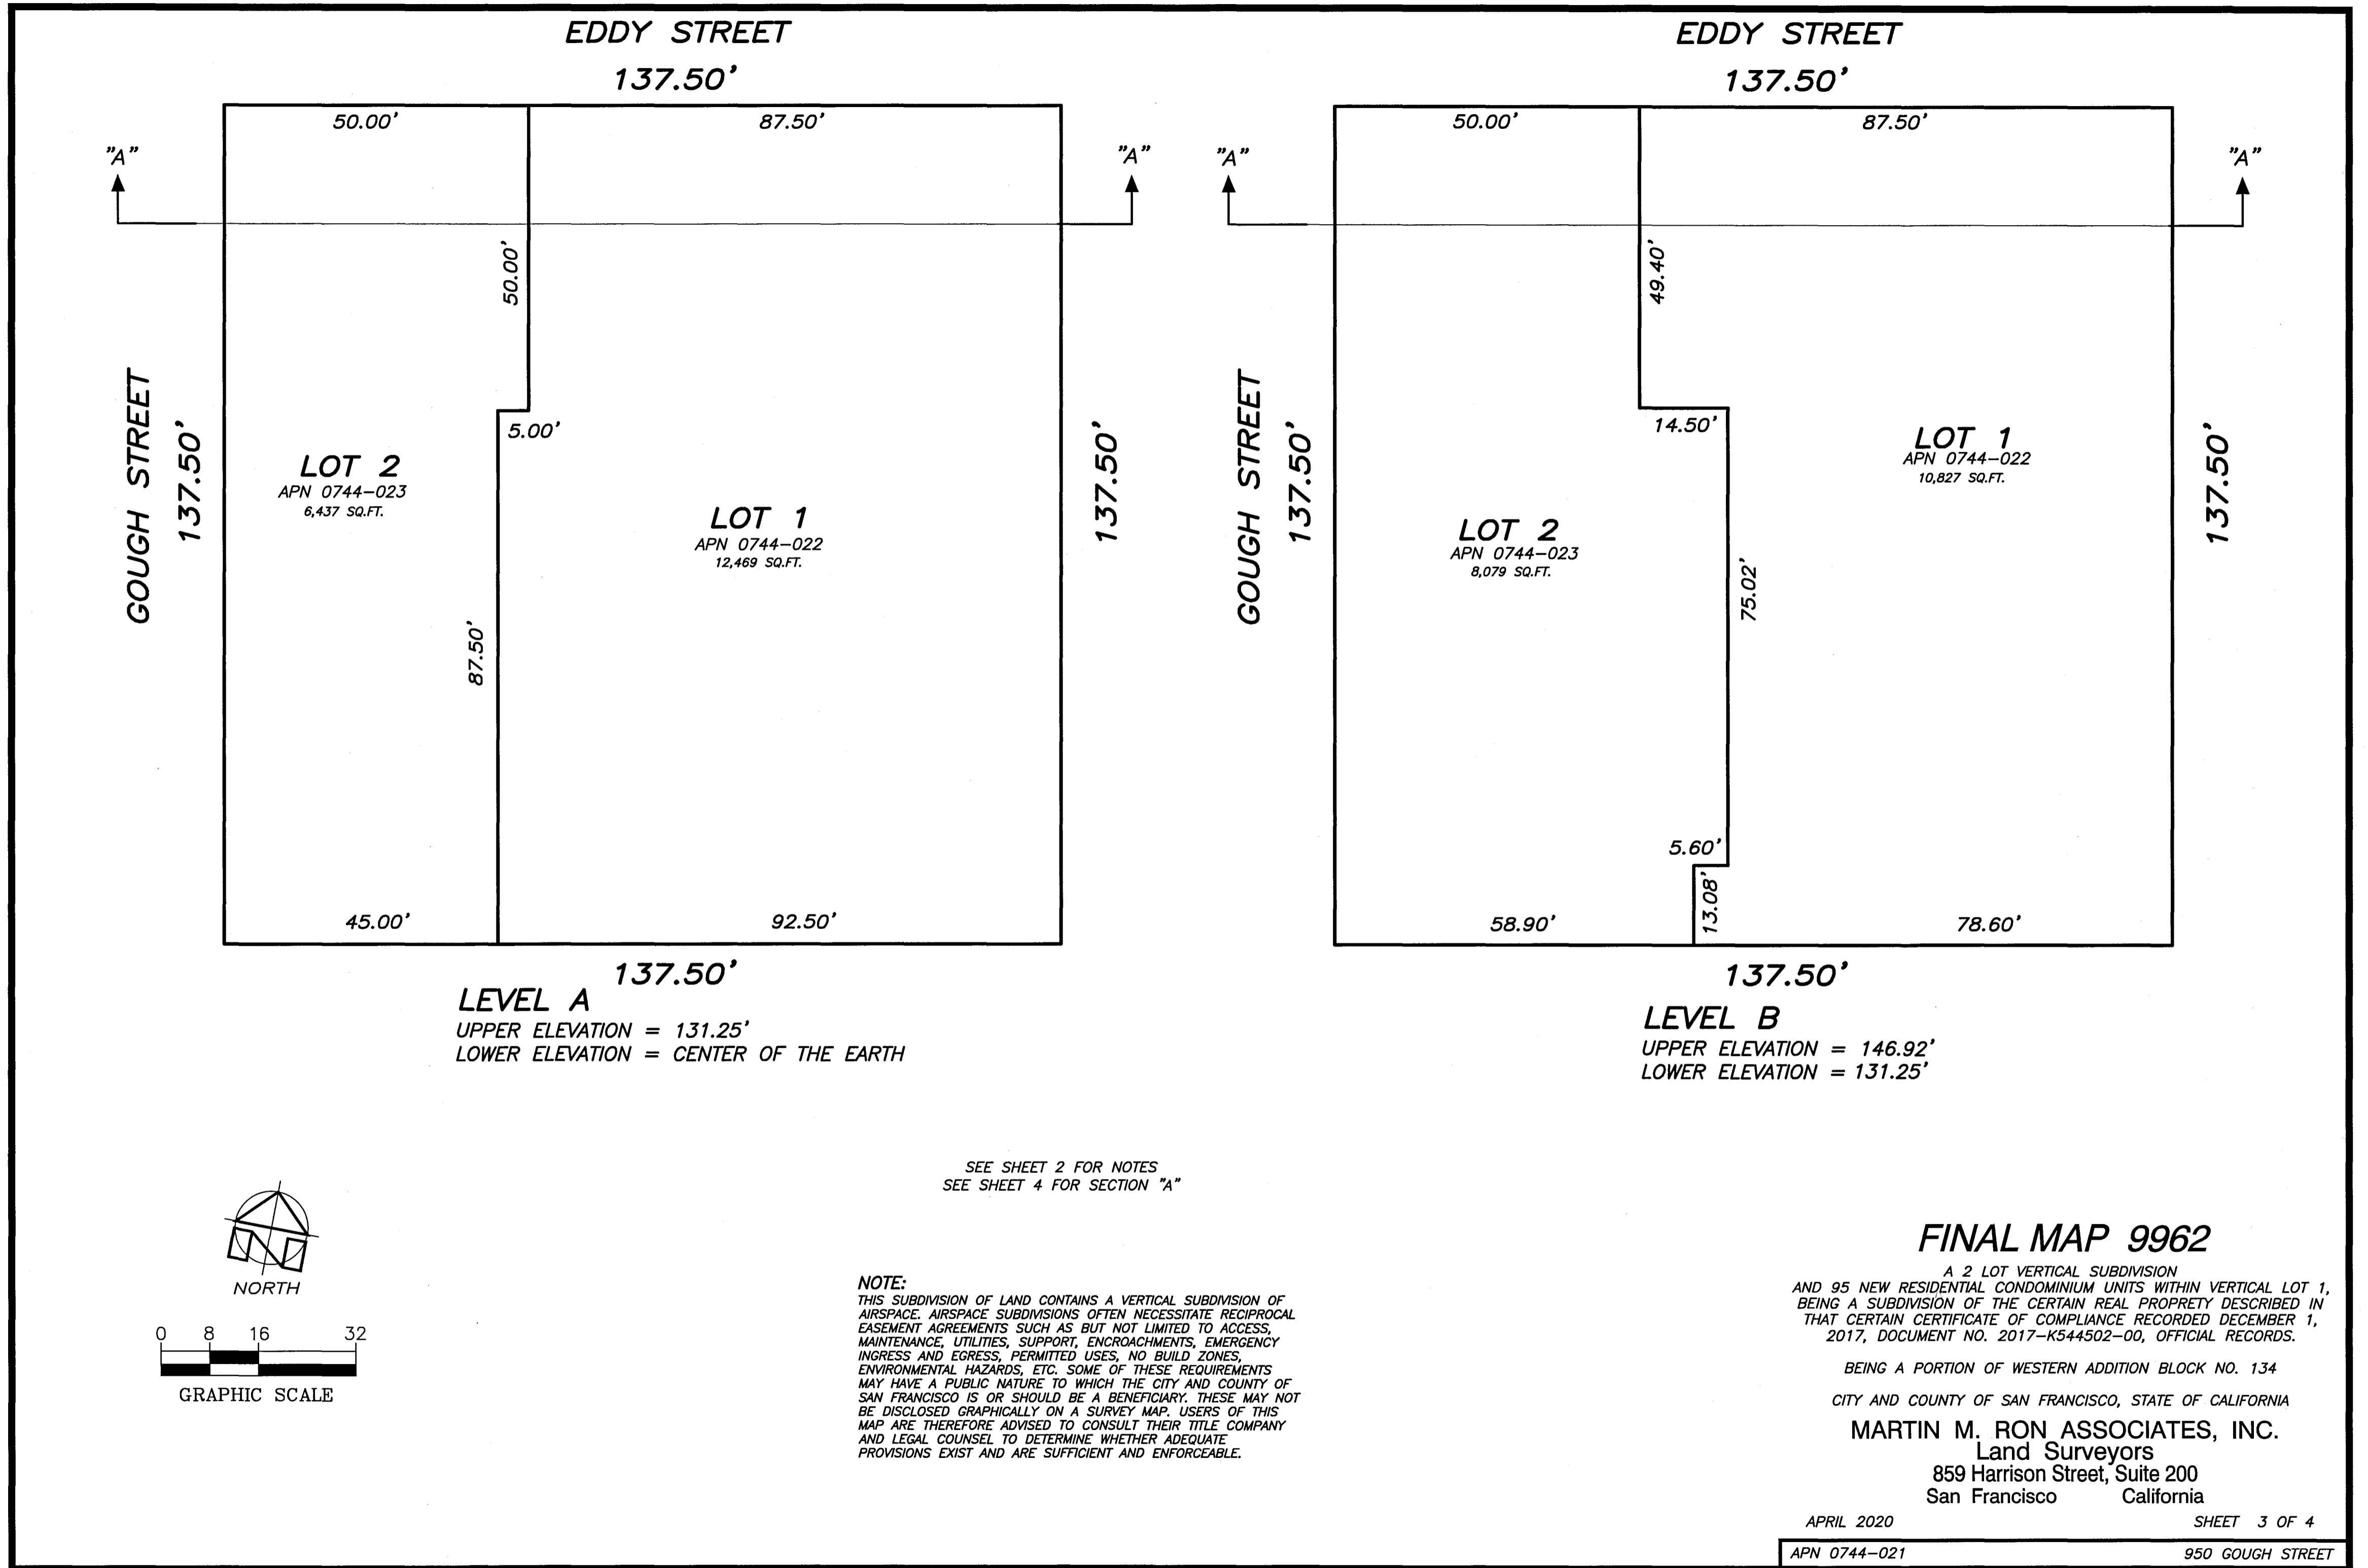 EDDY STREET
137.50'
50.00'
87.50'
"A"
"A"
50.00'
GOUGH STREET
137.50'
5.00'
LOT 2
APN 0744-023
6,437 SQ.FT.
LOT 1
APN 0744-022
12,469 SQ.FT.
137.50'
87.50'
45.00'
92.50'
137.50'
LEVEL A
UPPER ELEVATION = 131.25'
LOWER ELEVATION = CENTER OF THE EARTH
EDDY STREET
137.50'
50.00'
87.50'
"A"
"A"
49.40'
GOUGH STREET
137.50'
14.50'
LOT 1
APN 0744-022
10,827 SQ.FT.
137.50'
LOT 2
APN 0744-023
8,079 SQ.FT.
75.02'
5.60'
13.08'
58.90'
78.60'
137.50'
LEVEL B
UPPER ELEVATION = 146.92'
LOWER ELEVATION = 131.25'
SEE SHEET 2 FOR NOTES
SEE SHEET 4 FOR SECTION "A"
NORTH
0 8 16 32
GRAPHIC SCALE
NOTE:
THIS SUBDIVISION OF LAND CONTAINS A VERTICAL SUBDIVISION OF
AIRSPACE. AIRSPACE SUBDIVISIONS OFTEN NECESSITATE RECIPROCAL
EASEMENT AGREEMENTS SUCH AS BUT NOT LIMITED TO ACCESS,
MAINTENANCE, UTILITIES, SUPPORT, ENCROACHMENTS, EMERGENCY
INGRESS AND EGRESS, PERMITTED USES, NO BUILD ZONES,
ENVIRONMENTAL HAZARDS, ETC. SOME OF THESE REQUIREMENTS
MAY HAVE A PUBLIC NATURE TO WHICH THE CITY AND COUNTY OF
SAN FRANCISCO IS OR SHOULD BE A BENEFICIARY. THESE MAY NOT
BE DISCLOSED GRAPHICALLY ON A SURVEY MAP. USERS OF THIS
MAP ARE THEREFORE ADVISED TO CONSULT THEIR TITLE COMPANY
AND LEGAL COUNSEL TO DETERMINE WHETHER ADEQUATE
PROVISIONS EXIST AND ARE SUFFICIENT AND ENFORCEABLE.
FINAL MAP 9962
A 2 LOT VERTICAL SUBDIVISION
AND 95 NEW RESIDENTIAL CONDOMINIUM UNITS WITHIN VERTICAL LOT 1,
BEING A SUBDIVISION OF THE CERTAIN REAL PROPRETY DESCRIBED IN
THAT CERTAIN CERTIFICATE OF COMPLIANCE RECORDED DECEMBER 1,
2017, DOCUMENT NO. 2017-K544502-00, OFFICIAL RECORDS.
BEING A PORTION OF WESTERN ADDITION BLOCK NO. 134
CITY AND COUNTY OF SAN FRANCISCO, STATE OF CALIFORNIA
MARTIN M. RON ASSOCIATES, INC.
Land Surveyors
859 Harrison Street, Suite 200
San Francisco California
APRIL 2020 SHEET 3 OF 4
APN 0744-021 950 GOUGH STREET